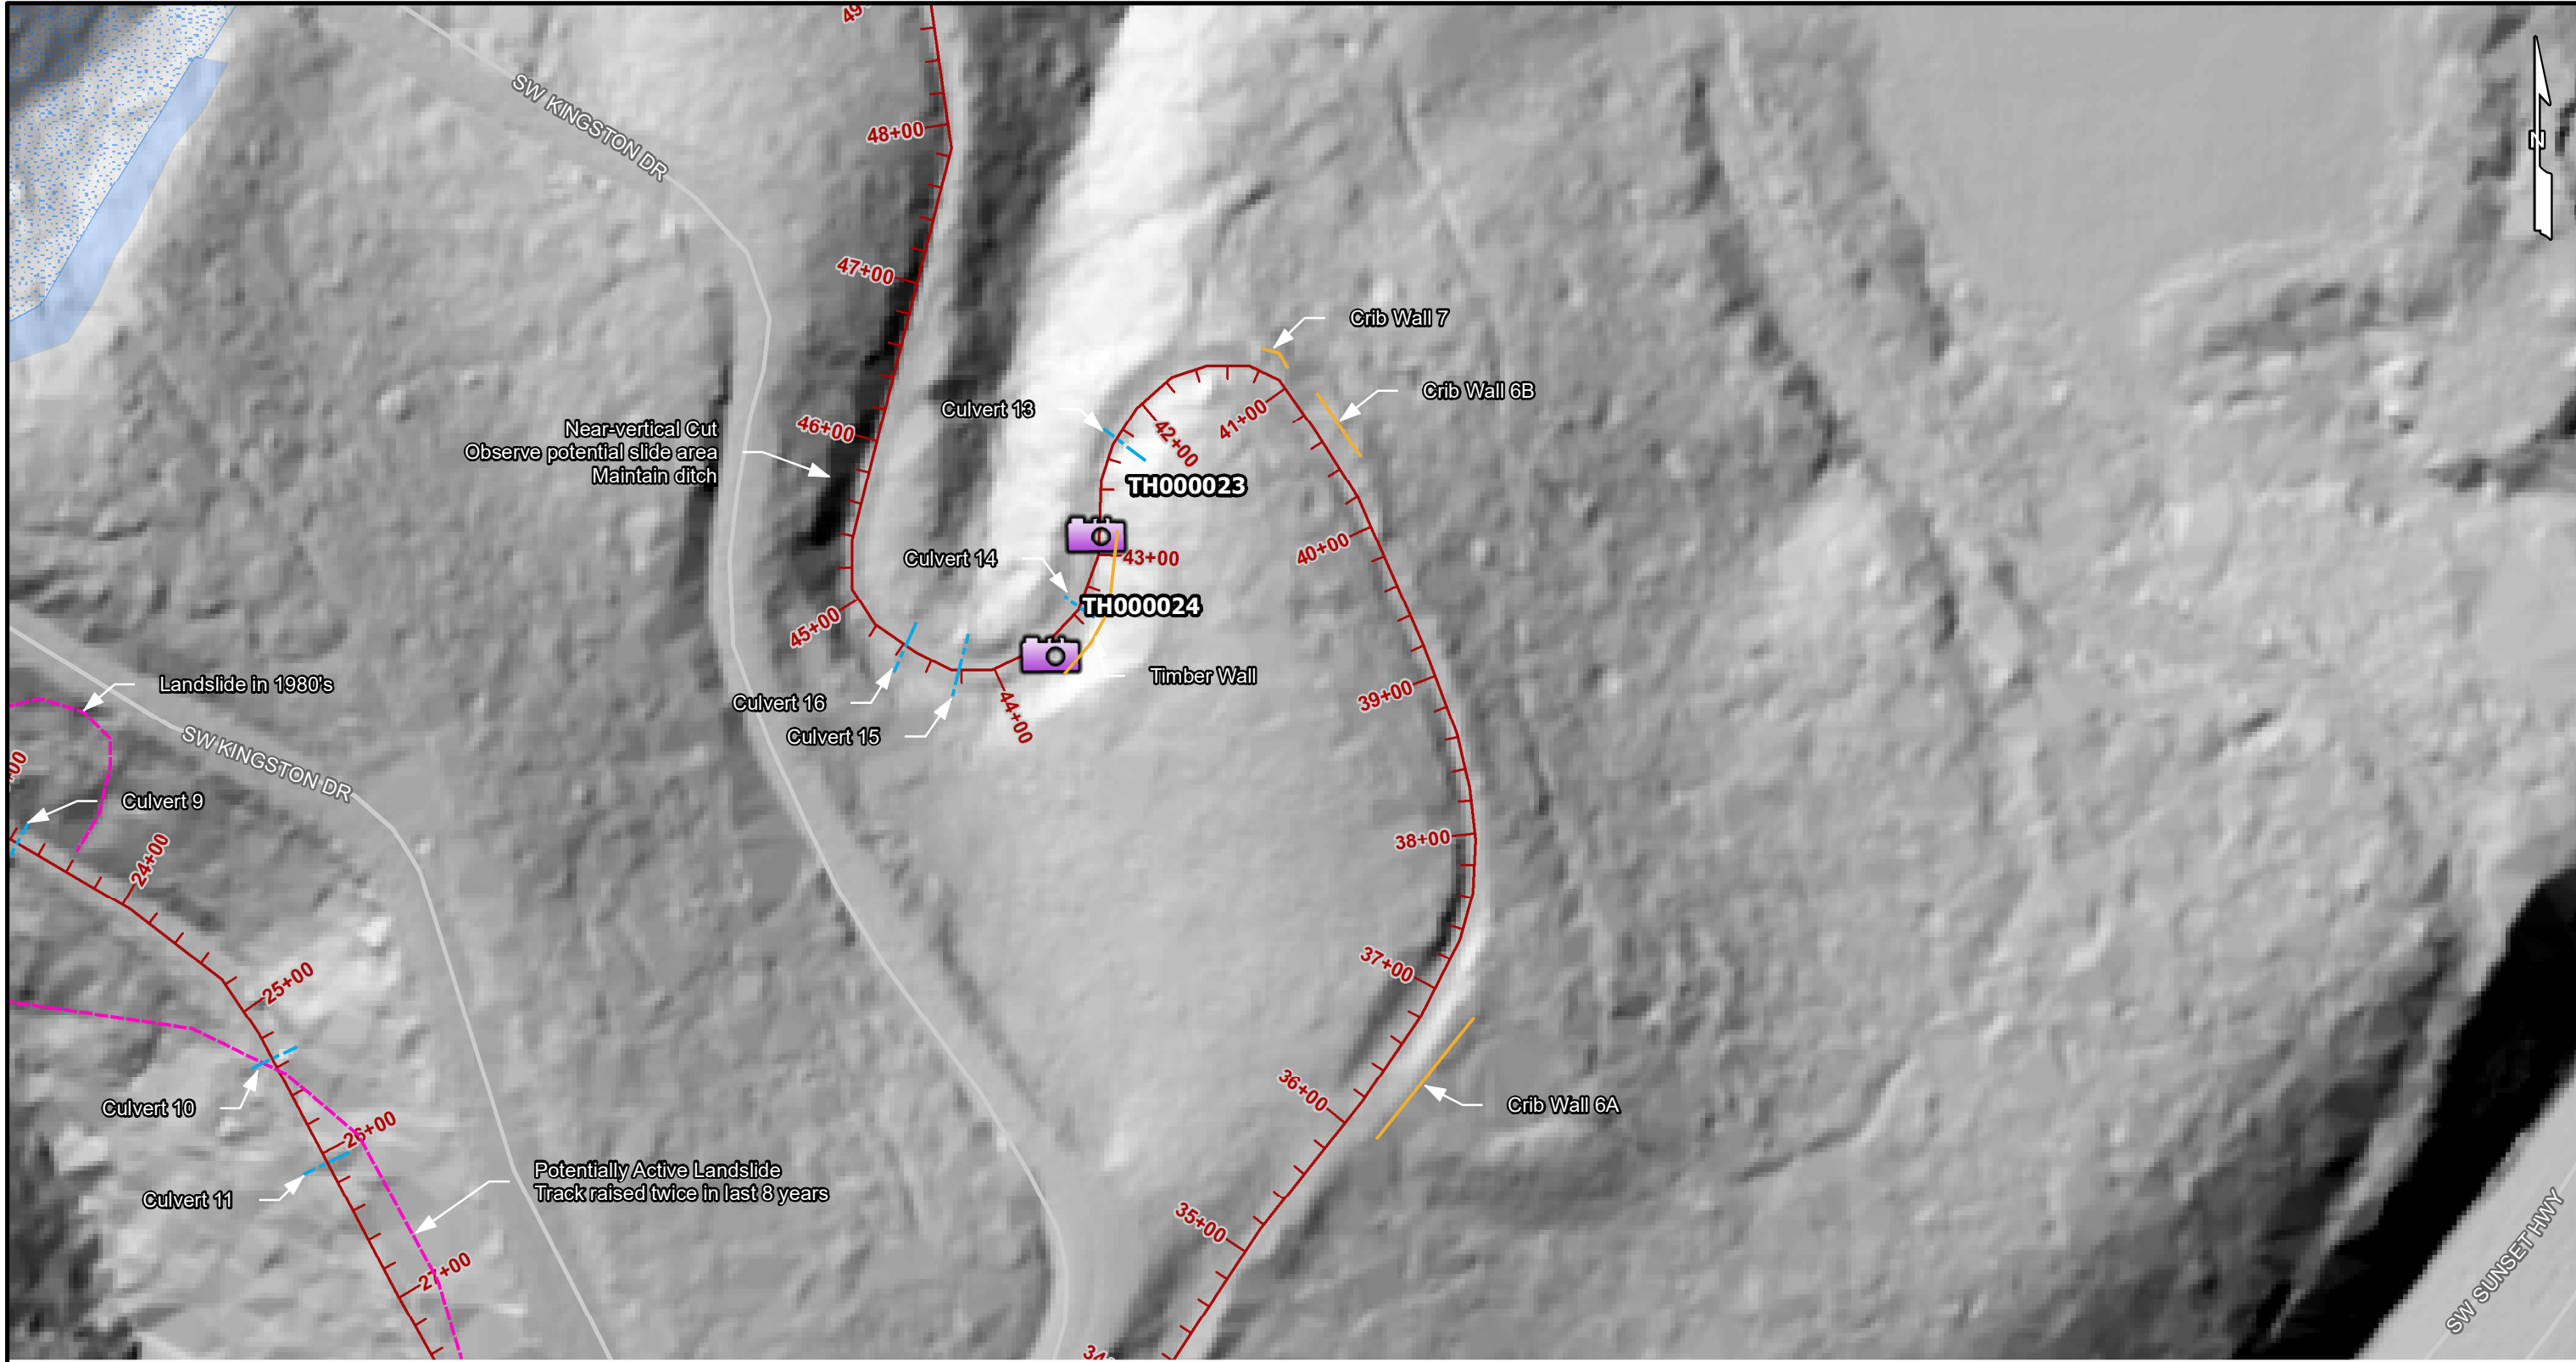 SW KINGSTON DR
48+00
N
47+00
Crib Wall 7
Crib Wall 6B
Culvert 13
41+00
42+00
Near-vertical Cut
Observe potential slide area
Maintain ditch
46+00
TH000023
40+00
Culvert 14
43+00
TH000024
45+00
Timber Wall
Landslide in 1980's
39+00
Culvert 16
44+00
Culvert 15
SW KINGSTON DR
Culvert 9
38+00
24+00
37+00
25+00
36+00
Crib Wall 6A
Culvert 10
26+00
Potentially Active Landslide
Track raised twice in last 8 years
Culvert 11
35+00
27+00
SW SUNSET HWY